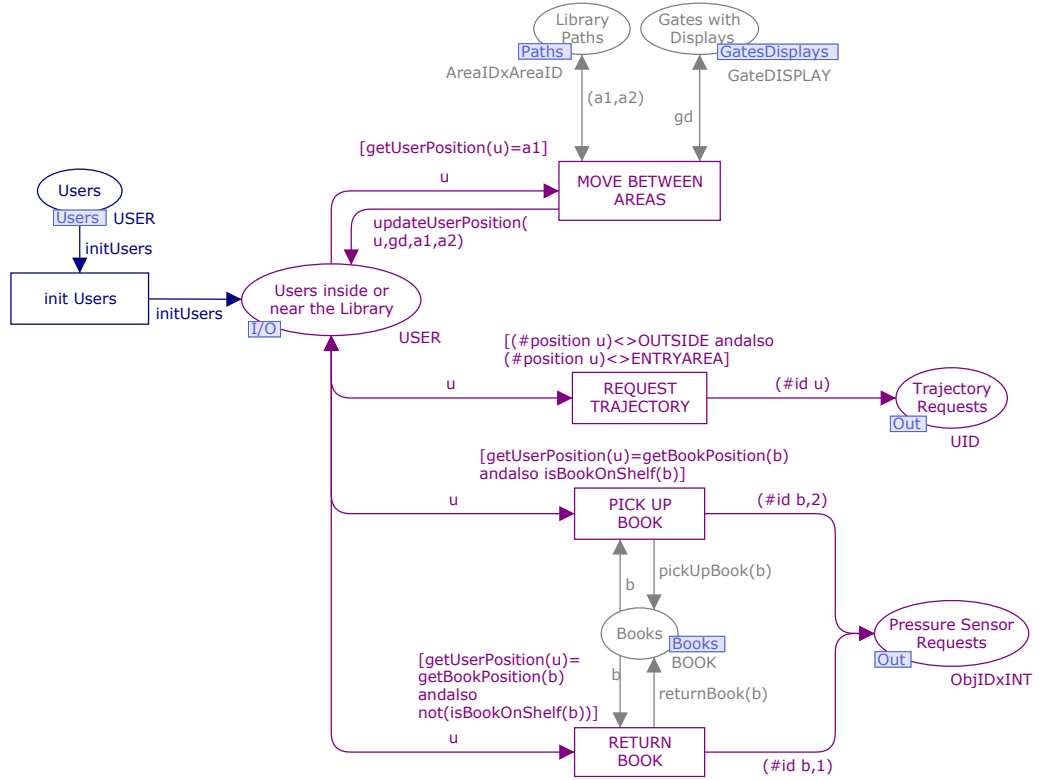 Library
Paths
Paths
AreaIDxAreaID
Gates with
Displays
GatesDisplays
GateDISPLAY
(a1,a2)
gd
[getUserPosition(u)=a1]
u
MOVE BETWEEN
AREAS
updateUserPosition(
u,gd,a1,a2)
Users
Users
USER
initUsers
init Users
initUsers
Users inside or
near the Library
I/O
USER
[(#position u)<>OUTSIDE andalso
(#position u)<>ENTRYAREA]
u
REQUEST
TRAJECTORY
(#id u)
Trajectory
Requests
Out
UID
[getUserPosition(u)=getBookPosition(b)
andalso isBookOnShelf(b)]
u
PICK UP
BOOK
(#id b,2)
b
pickUpBook(b)
Books
Books
BOOK
Pressure Sensor
Requests
Out
ObjIDxINT
[getUserPosition(u)=
getBookPosition(b)
andalso
not(isBookOnShelf(b))]
b
returnBook(b)
u
RETURN
BOOK
(#id b,1)